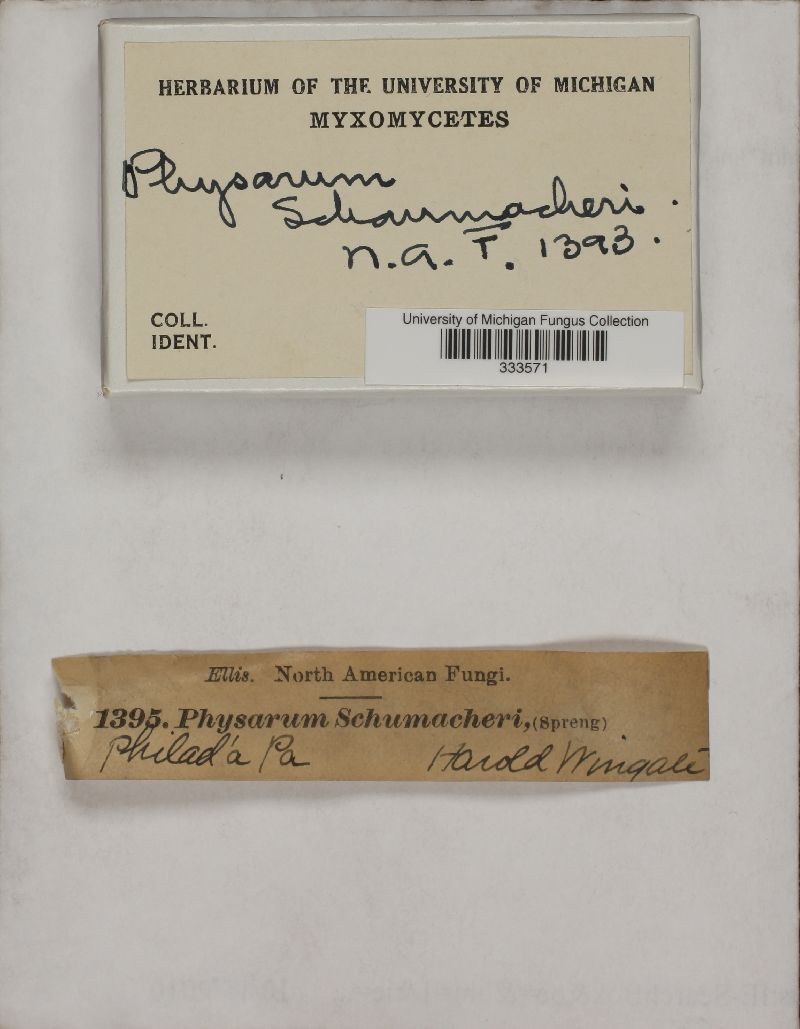 HERBARIUM OF THE UNIVERSITY OF MICHIGAN
MYXOMYCETES
Physarum
Schaumacheri.
N.A.F. 1393.
COLL.
IDENT.
University of Michigan Fungus Collection
333571
Ellis. North American Fungi.
1395. Physarum Schumacheri, (Spreng)
Philad'a Pa Harold Wingate